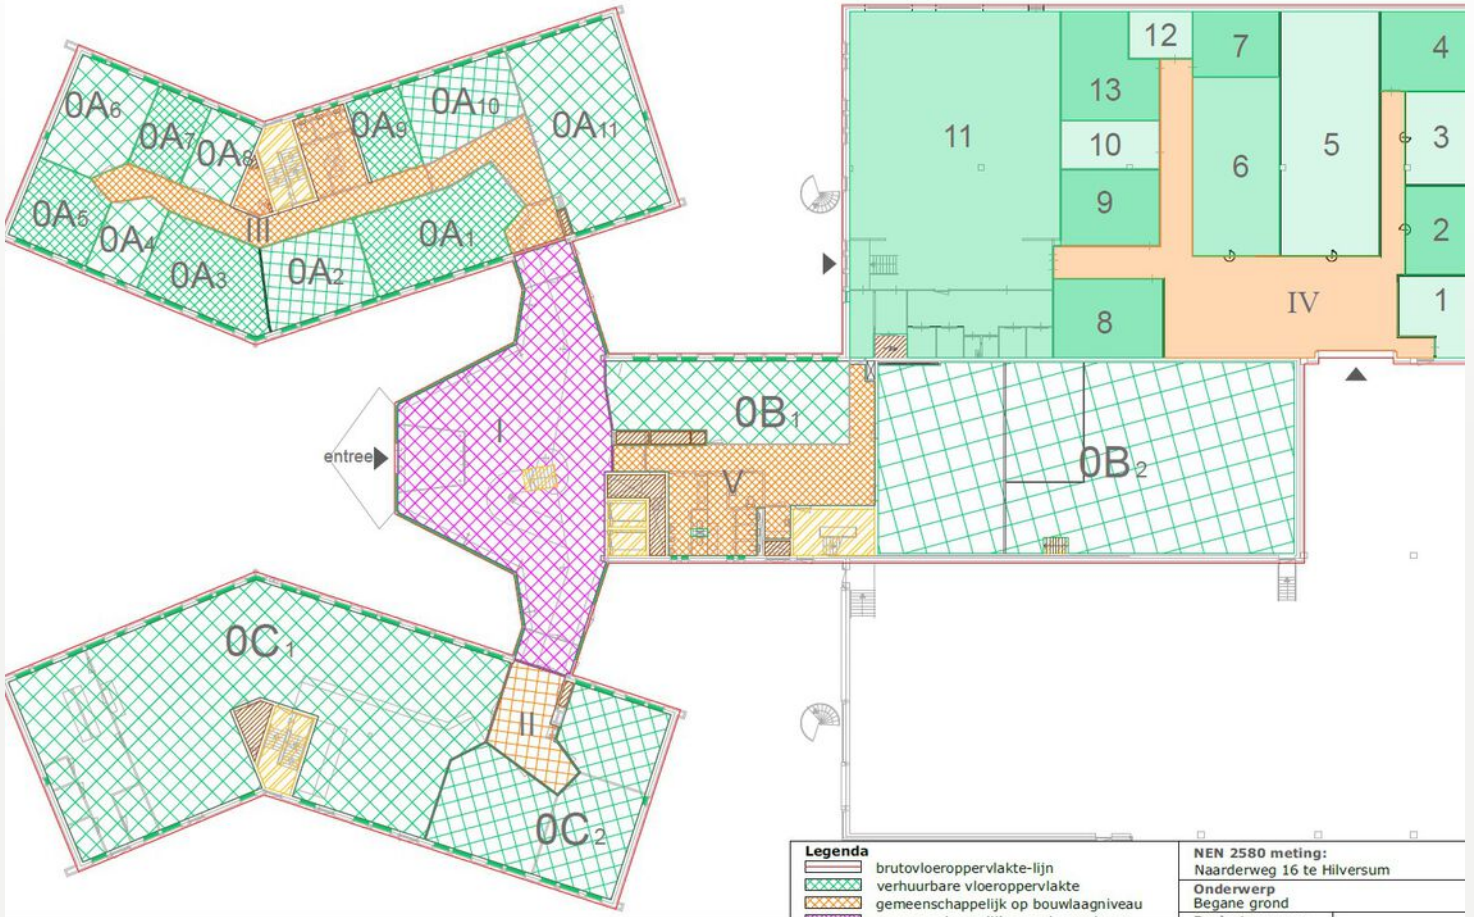 12
7
4
0A6
0A7
0A8
0A9
0A10
0A11
13
11
10
6
5
3
9
2
0A5
0A4
III
0A1
0A3
0A2
IV
8
1
I
0B1
entree
V
0B2
0C1
II
0C2
Legenda
brutovloeroppervlakte-lijn
verhuurbare vloeroppervlakte
gemeenschappelijk op bouwlaagniveau
NEN 2580 meting:
Naarderweg 16 te Hilversum
Onderwerp
Begane grond